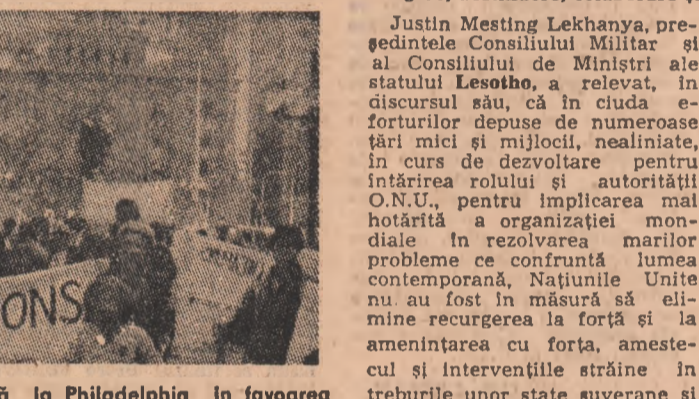 ONS
la Philadelphia in favoarea
Justin Mesting Lekhanya, pre-
ședintele Consiliului Militar și
al Consiliului de Miniștri ale
statului Lesotho, a relevat, în
discursul său, că în ciuda e-
forturilor depuse de numeroase
țări mici și mijlocii, nealiniate,
în curs de dezvoltare pentru
întărirea rolului și autorității
O.N.U., pentru implicarea mai
hotărîtă a organizației mon-
diale în rezolvarea marilor
probleme ce confruntă lumea
contemporană, Națiunile Unite
nu au fost în măsură să eli-
mine recurgerea la forță și la
amenințarea cu forța, ameste-
cul și intervențiile străine în
treburile unor state suverane și